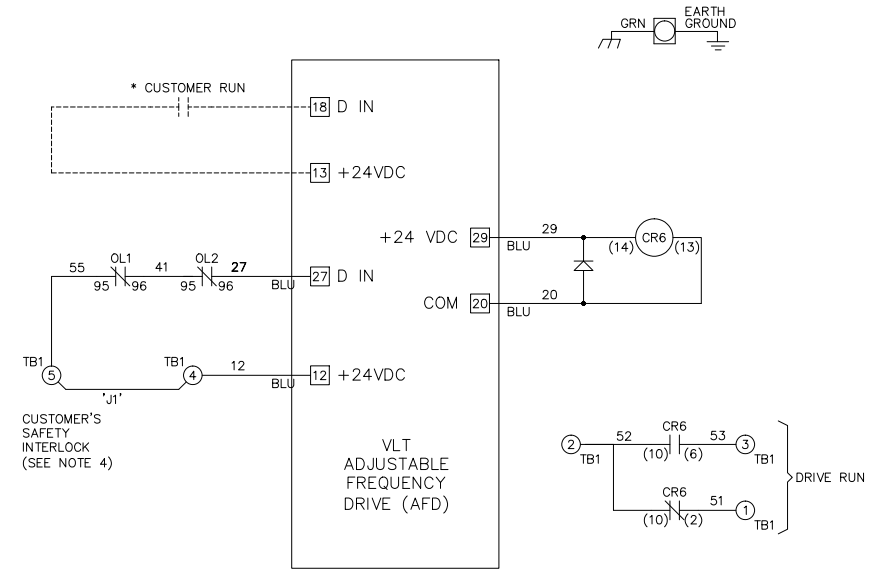 EARTH
GRN GROUND
* CUSTOMER RUN
18 D IN
13 +24VDC
+24 VDC 29 29
BLU (14) CR6 (13)
55 OL1 41 OL2 27
95 96 95 96 BLU 27 D IN
COM 20 20
BLU
TB1 TB1 12
5 4 BLU 12 +24VDC
'J1'
CUSTOMER'S
SAFETY
INTERLOCK
(SEE NOTE 4)
VLT
ADJUSTABLE
FREQUENCY
DRIVE (AFD)
CR6
2 52 53 3
TB1 (10) (6) TB1
DRIVE RUN
CR6
51 1
(10) (2) TB1